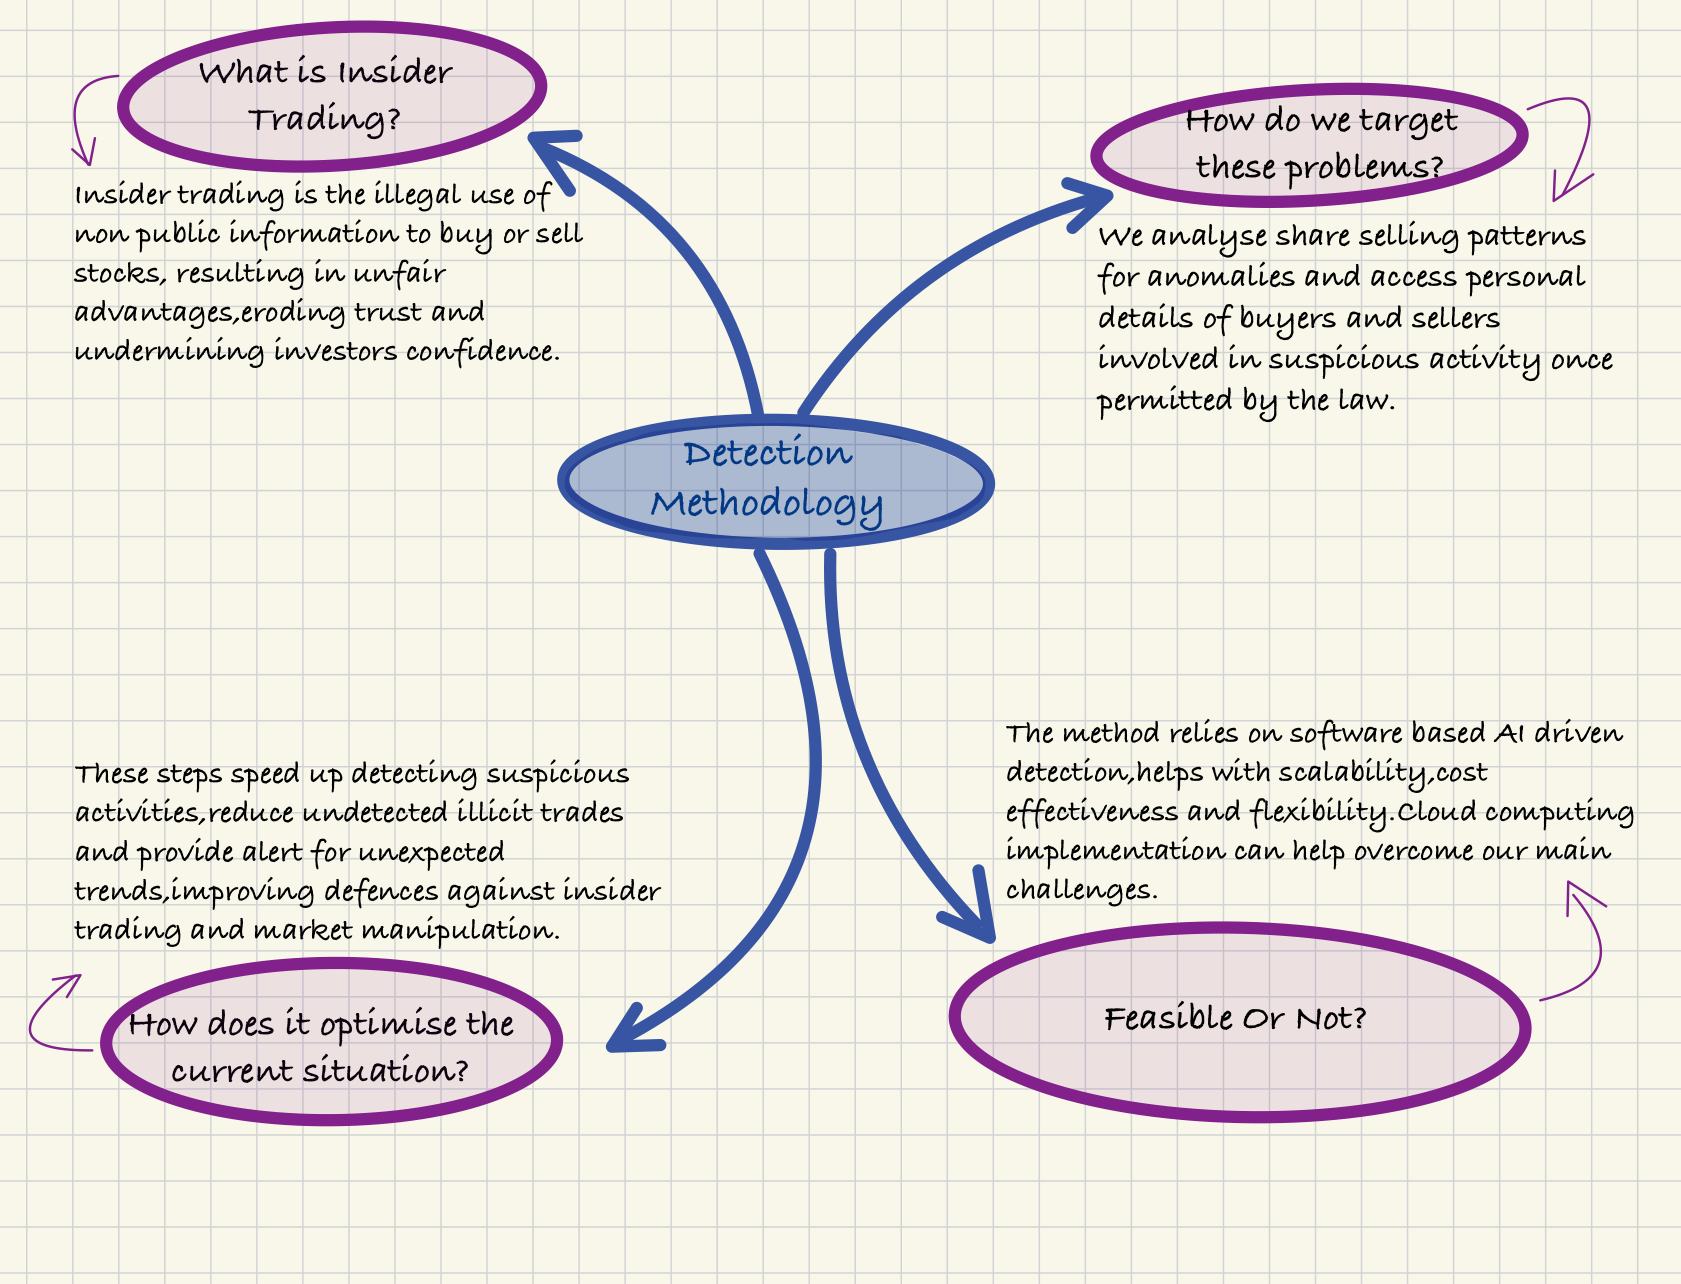 What is Insider
Trading?
Insider trading is the illegal use of
non public information to buy or sell
stocks, resulting in unfair
advantages,eroding trust and
undermining investors confidence.
How do we target
these problems?
We analyse share selling patterns
for anomalies and access personal
details of buyers and sellers
involved in suspicious activity once
permitted by the law.
Detection
Methodology
These steps speed up detecting suspicious
activities,reduce undetected illicit trades
and provide alert for unexpected
trends,improving defences against insider
trading and market manipulation.
How does it optimise the
current situation?
The method relies on software based AI driven
detection,helps with scalability,cost
effectiveness and flexibility.Cloud computing
implementation can help overcome our main
challenges.
Feasible Or Not?